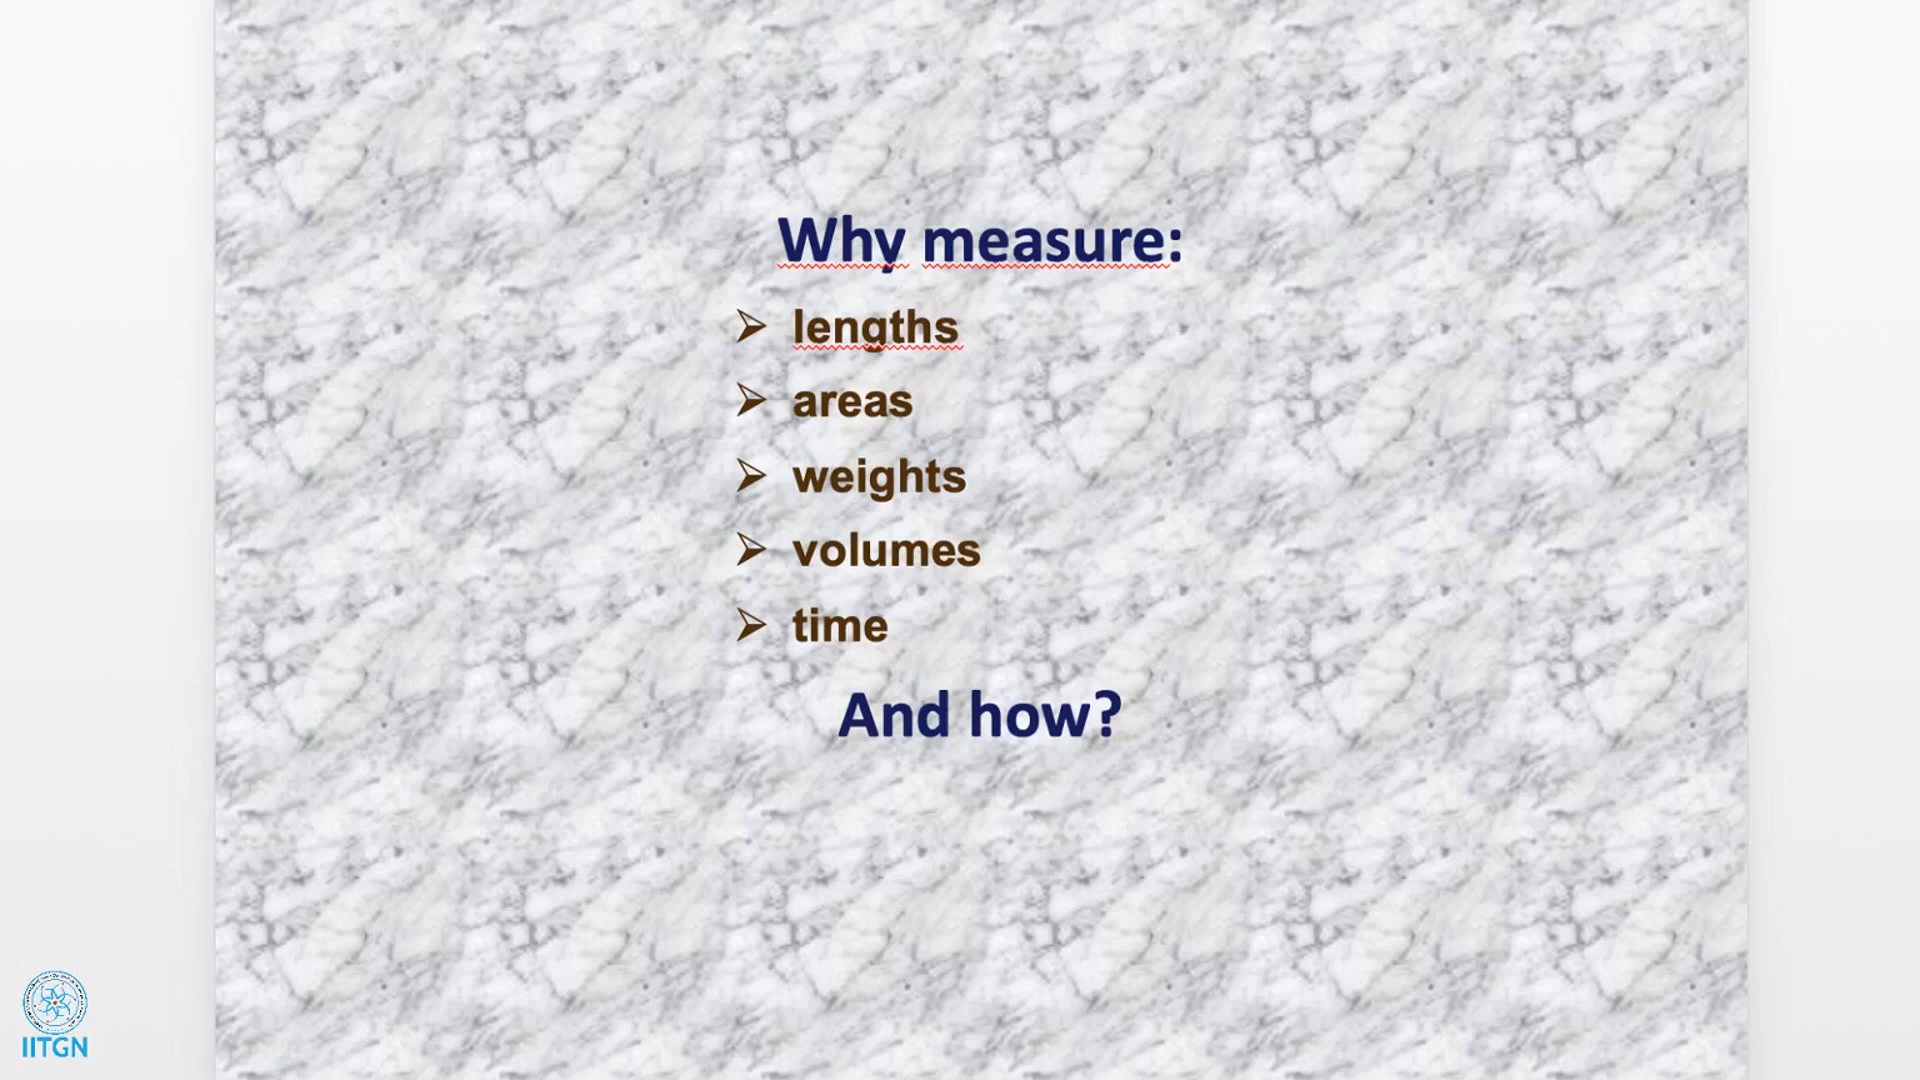 Why measure:
➢ lengths
➢ areas
➢ weights
➢ volumes
➢ time
And how?
IITGN